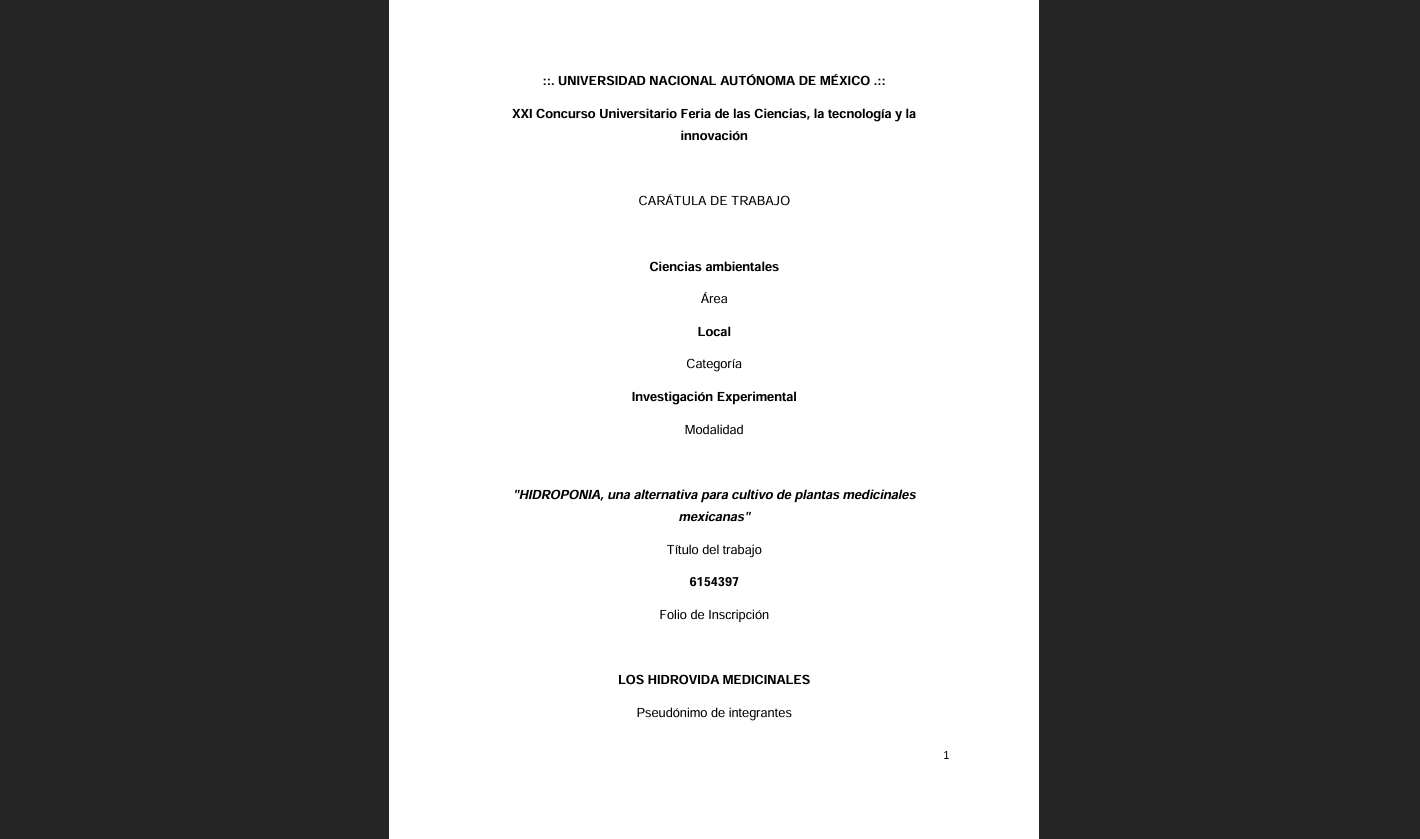 ::. UNIVERSIDAD NACIONAL AUTÓNOMA DE MÉXICO .::
XXI Concurso Universitario Feria de las Ciencias, la tecnología y la
innovación
CARÁTULA DE TRABAJO
Ciencias ambientales
Área
Local
Categoría
Investigación Experimental
Modalidad
"HIDROPONIA, una alternativa para cultivo de plantas medicinales
mexicanas"
Título del trabajo
6154397
Folio de Inscripción
LOS HIDROVIDA MEDICINALES
Pseudónimo de integrantes
1